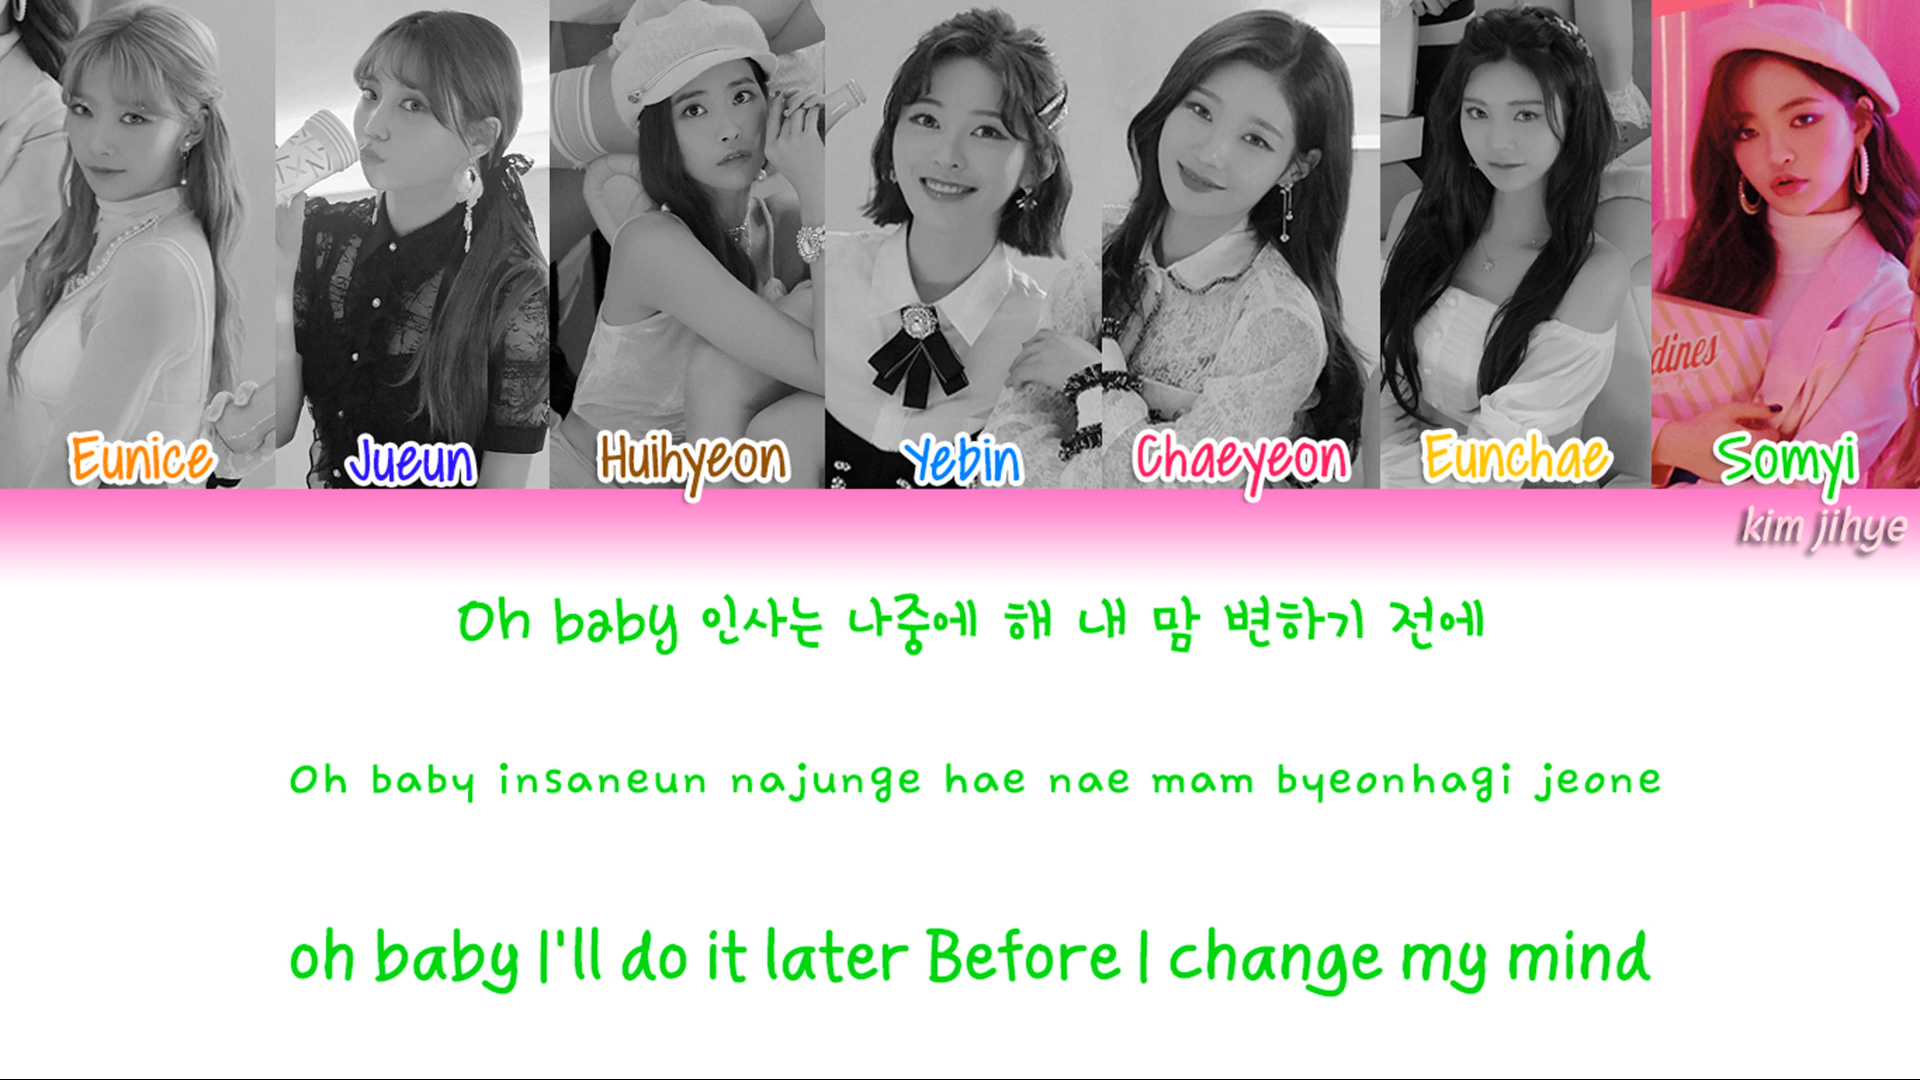 Eunice
Jueun
Huihyeon
Yebin
Chaeyeon
Eunchae
Somyi
dines
kim jihye
Oh baby 인사는 나중에 해 내 맘 변하기 전에
Oh baby insaneun najunge hae nae mam byeonhagi jeone
oh baby I'll do it later Before I change my mind